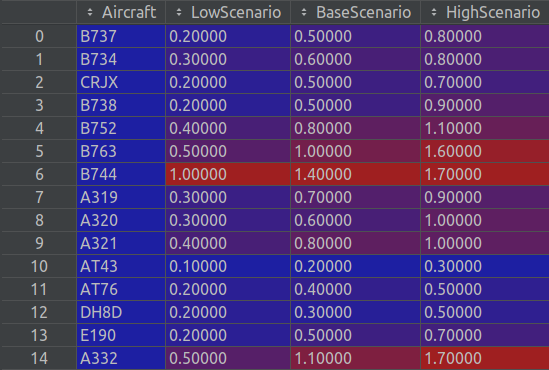 Aircraft LowScenario BaseScenario HighScenario
0 B737 0.20000 0.50000 0.80000
1 B734 0.30000 0.60000 0.80000
2 CRJX 0.20000 0.50000 0.70000
3 B738 0.20000 0.50000 0.90000
4 B752 0.40000 0.80000 1.10000
5 B763 0.50000 1.00000 1.60000
6 B744 1.00000 1.40000 1.70000
7 A319 0.30000 0.70000 0.90000
8 A320 0.30000 0.60000 1.00000
9 A321 0.40000 0.80000 1.00000
10 AT43 0.10000 0.20000 0.30000
11 AT76 0.20000 0.40000 0.50000
12 DH8D 0.20000 0.30000 0.50000
13 E190 0.20000 0.50000 0.70000
14 A332 0.50000 1.10000 1.70000